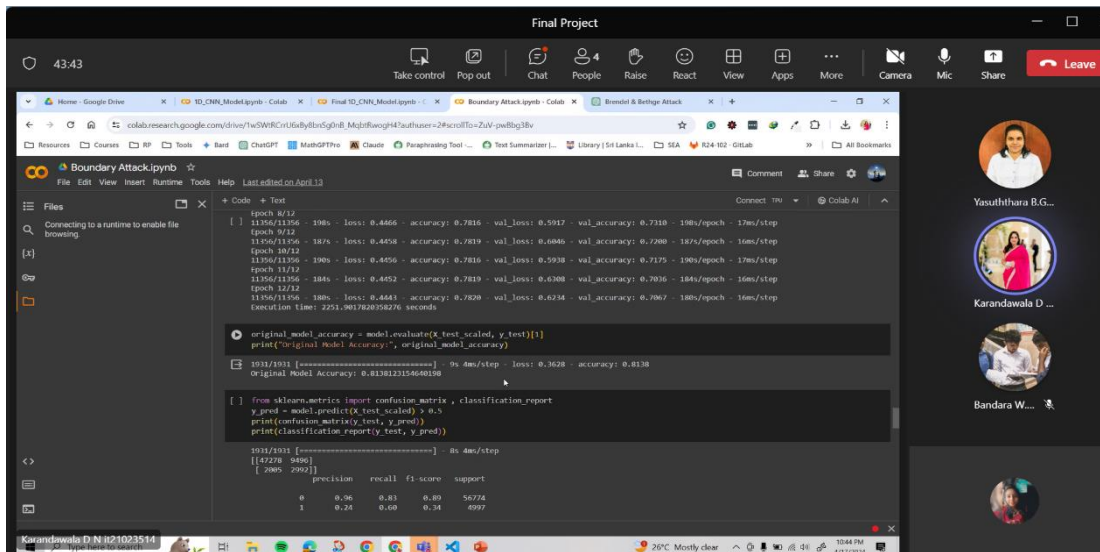 Final Project
43:43
Take control Pop out Chat 4 People Raise React View Apps More Camera Mic Share Leave
Home - Google Drive 1D_CNN_Model.ipynb - Colab Final 1D_CNN_Model.ipynb - C Boundary Attack.ipynb - Colab Brendel & Bethge Attack
Resources Courses RP Tools Bard ChatGPT MathGPTPro Claude Paraphrasing Tool -... Text Summarizer |... Library | Sri Lanka I... SEA R24-102 · GitLab All Bookmarks
Boundary Attack.ipynb
File Edit View Insert Runtime Tools Help Last edited on April 13
Comment Share
+ Code + Text
Connect TPU Colab AI
Files
Connecting to a runtime to enable file
browsing.
Epoch 8/12
11356/11356 - 198s - loss: 0.4466 - accuracy: 0.7816 - val_loss: 0.5917 - val_accuracy: 0.7310 - 198s/epoch - 17ms/step
Epoch 9/12
11356/11356 - 187s - loss: 0.4458 - accuracy: 0.7819 - val_loss: 0.6046 - val_accuracy: 0.7200 - 187s/epoch - 16ms/step
Epoch 10/12
11356/11356 - 190s - loss: 0.4456 - accuracy: 0.7816 - val_loss: 0.5938 - val_accuracy: 0.7175 - 190s/epoch - 17ms/step
Epoch 11/12
11356/11356 - 184s - loss: 0.4452 - accuracy: 0.7819 - val_loss: 0.6308 - val_accuracy: 0.7036 - 184s/epoch - 16ms/step
Epoch 12/12
11356/11356 - 180s - loss: 0.4443 - accuracy: 0.7820 - val_loss: 0.6234 - val_accuracy: 0.7067 - 180s/epoch - 16ms/step
Execution time: 2251.9017820358276 seconds
original_model_accuracy = model.evaluate(X_test_scaled, y_test)[1]
print("Original Model Accuracy:", original_model_accuracy)
1931/1931 [==============================] - 9s 4ms/step - loss: 0.3628 - accuracy: 0.8138
Original Model Accuracy: 0.8138123154640198
[ ] from sklearn.metrics import confusion_matrix , classification_report
y_pred = model.predict(X_test_scaled) > 0.5
print(confusion_matrix(y_test, y_pred))
print(classification_report(y_test, y_pred))
1931/1931 [==============================] - 8s 4ms/step
[[47278 9496]
[ 2005 2992]]
precision recall f1-score support
0 0.96 0.83 0.89 56774
1 0.24 0.60 0.34 4997
Yasuththara B.G...
Karandawala D ...
Bandara W....
Karandawala D N it21023514
Type here to search
26°C Mostly clear
10:44 PM